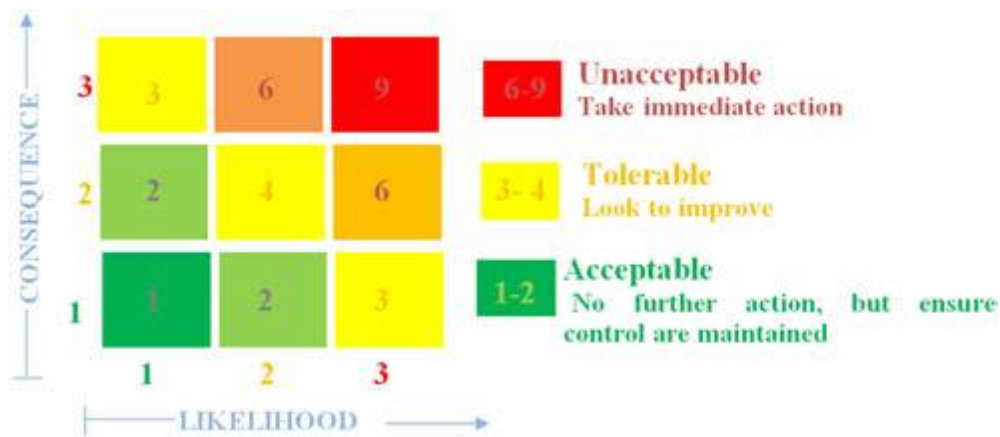 CONSEQUENCE
3 3 6 9
2 2 4 6
1 1 2 3
1 2 3
LIKELIHOOD
6-9 Unacceptable
Take immediate action
3- 4 Tolerable
Look to improve
1-2 Acceptable
No further action, but ensure
control are maintained